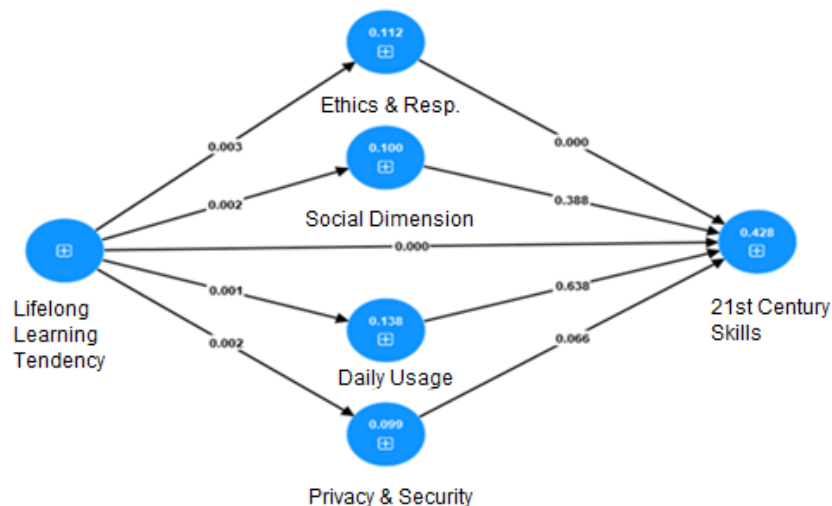 0.112
Ethics & Resp.
0.003
0.000
0.100
0.002
0.388
Social Dimension
0.428
0.000
Lifelong
Learning
Tendency
0.001
0.638
21st Century
Skills
0.138
0.002
0.066
Daily Usage
0.099
Privacy & Security